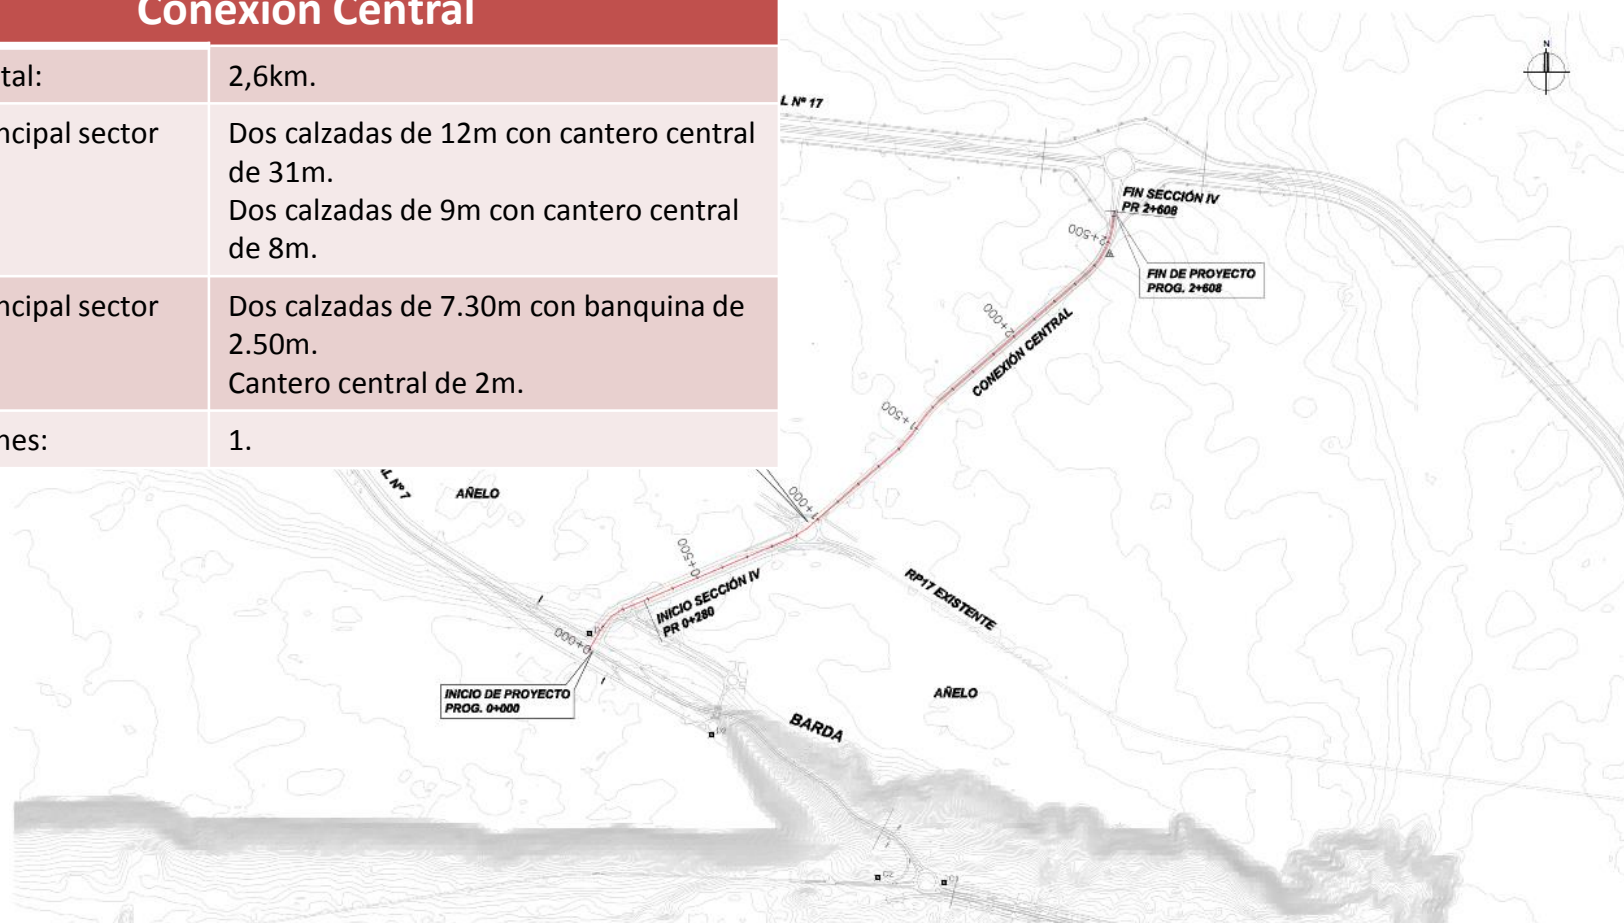 Conexión Central
tal:
2,6km.
ncipal sector
Dos calzadas de 12m con cantero central
de 31m.
Dos calzadas de 9m con cantero central
de 8m.
ncipal sector
Dos calzadas de 7.30m con banquina de
2.50m.
Cantero central de 2m.
nes:
1.
N
L Nº 17
FIN SECCIÓN IV
PR 2+608
2+500
FIN DE PROYECTO
PROG. 2+608
2+000
CONEXIÓN CENTRAL
1+500
L Nº 7
AÑELO
1+000
0+500
INICIO SECCIÓN IV
PR 0+280
RP17 EXISTENTE
0+000
INICIO DE PROYECTO
PROG. 0+000
AÑELO
BARDA